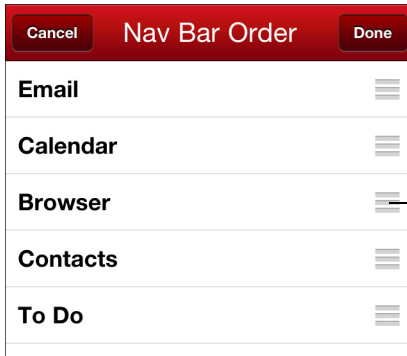 Cancel Nav Bar Order Done
Email
Calendar
Browser
Contacts
To Do